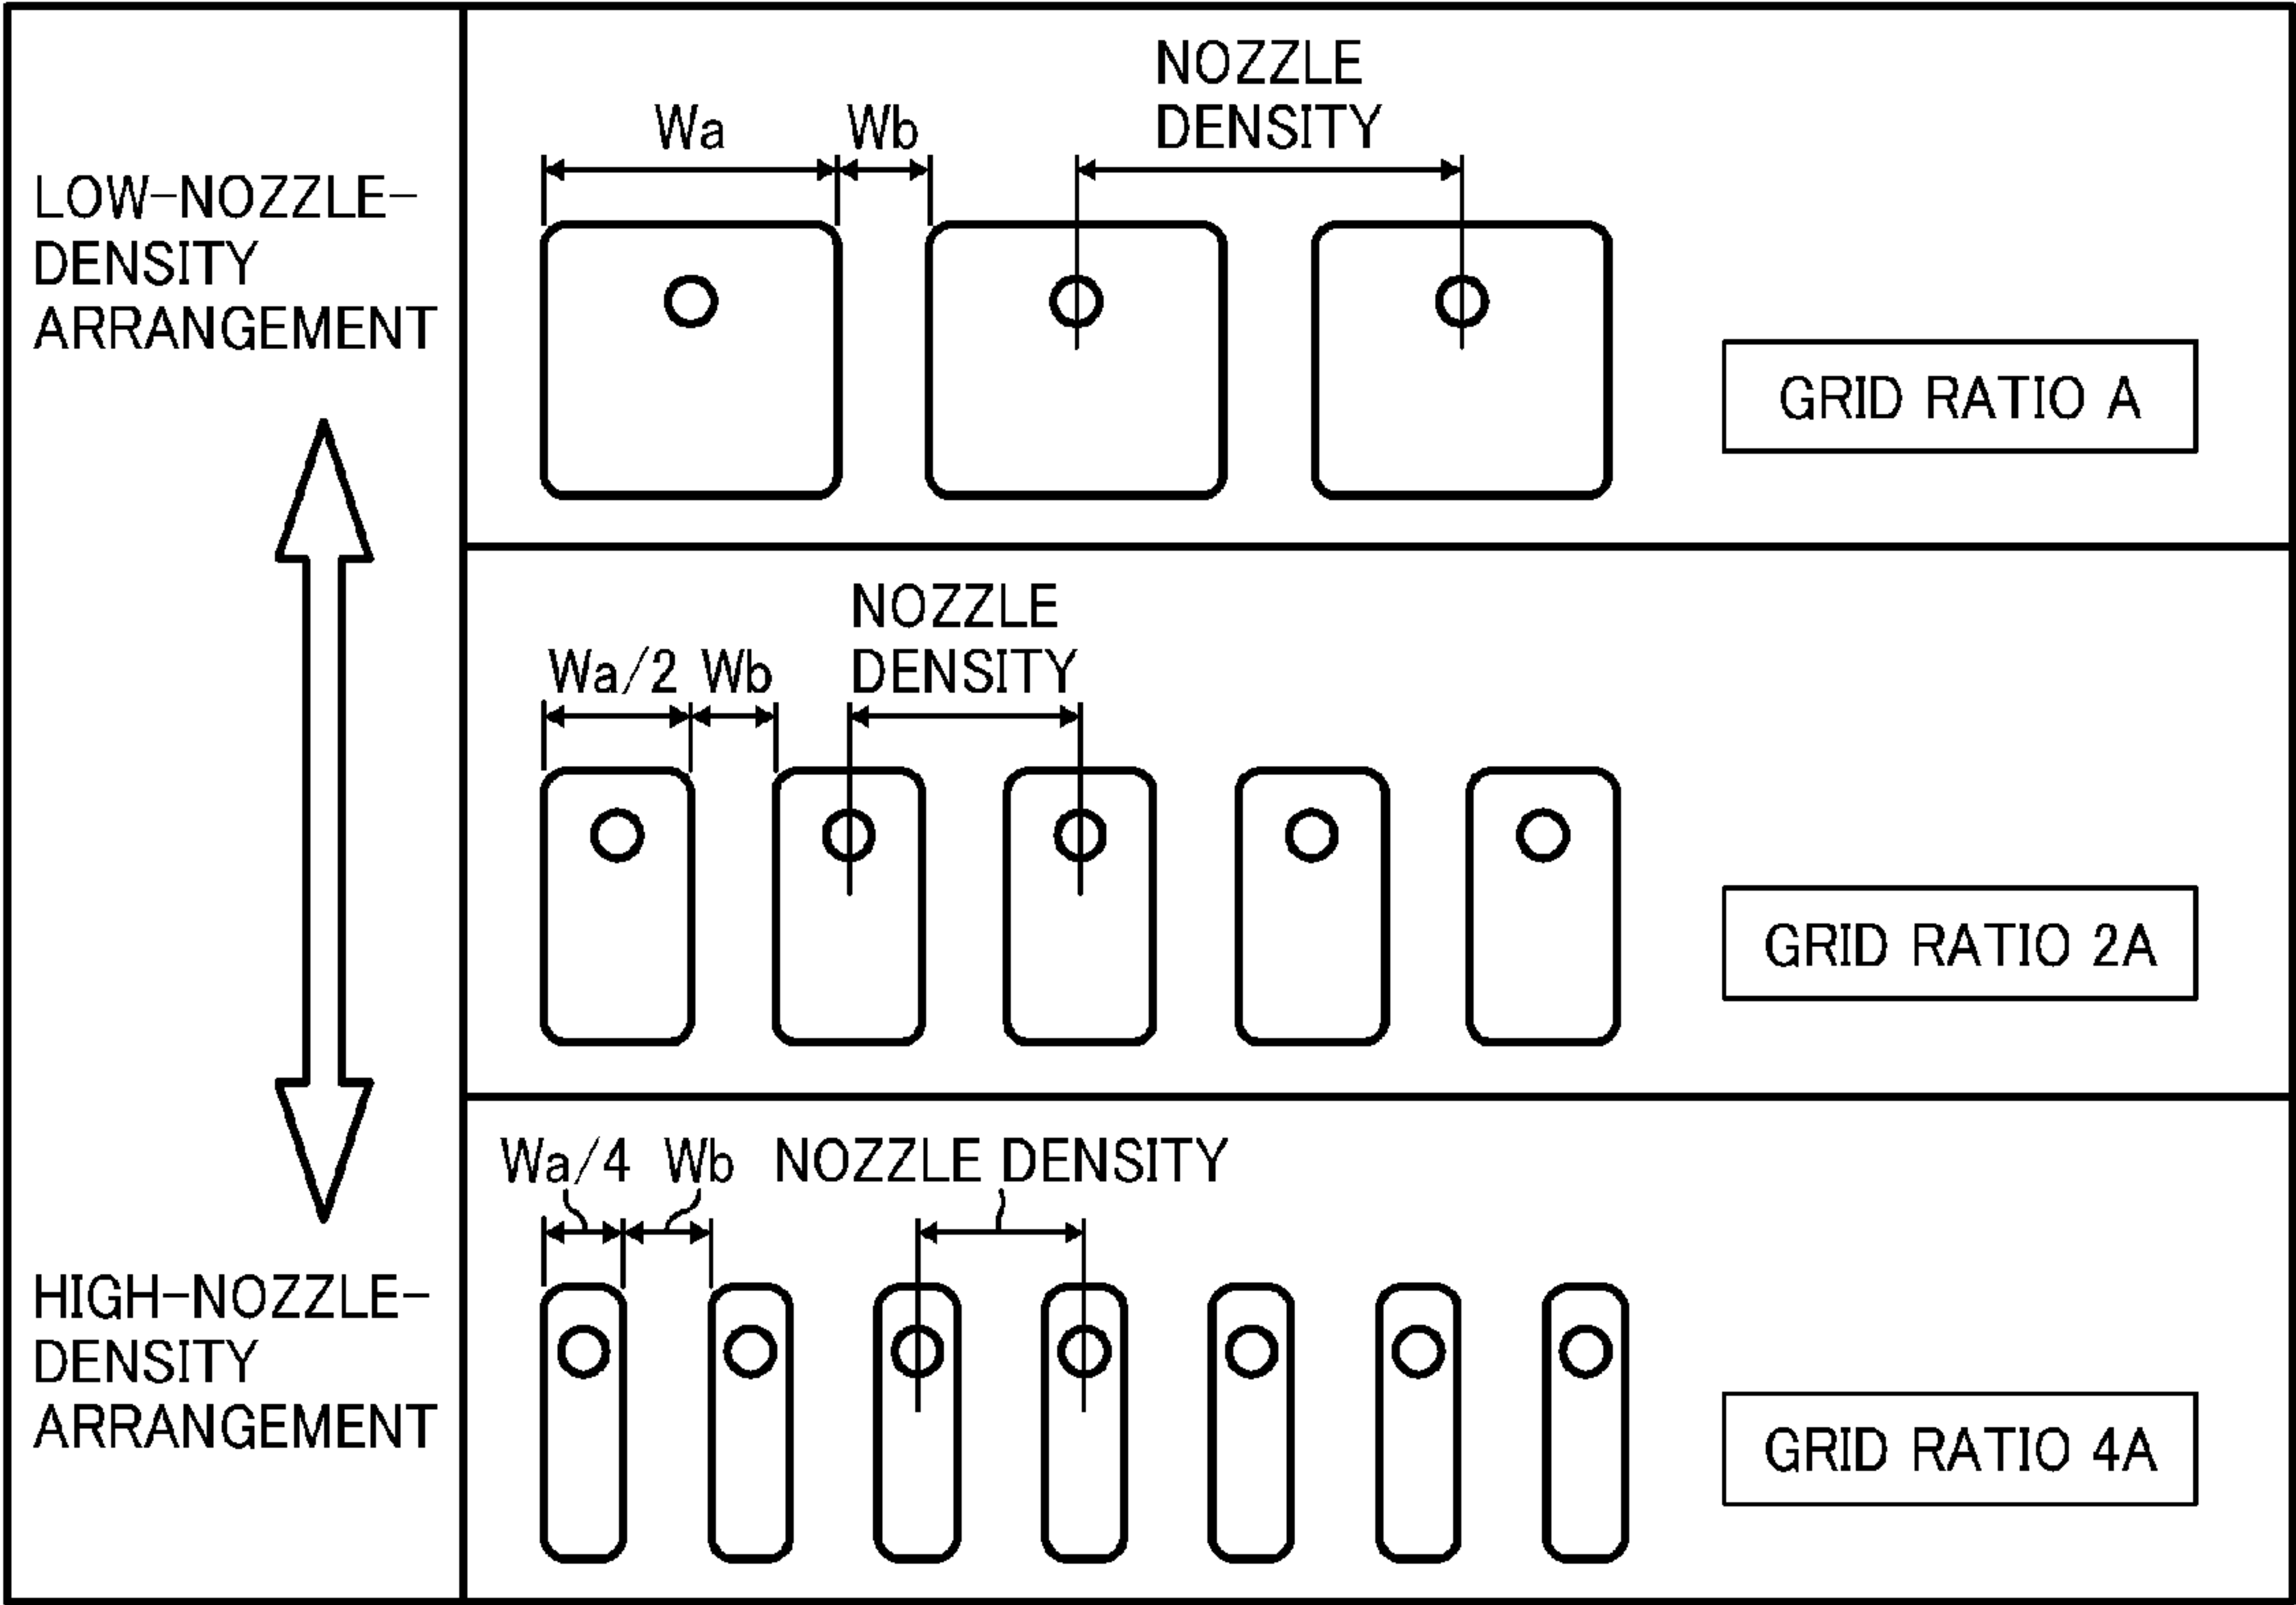 LOW-NOZZLE-
DENSITY
ARRANGEMENT
HIGH-NOZZLE-
DENSITY
ARRANGEMENT
Wa
Wb
NOZZLE
DENSITY
GRID RATIO A
Wa/2
Wb
NOZZLE
DENSITY
GRID RATIO 2A
Wa/4
Wb
NOZZLE DENSITY
GRID RATIO 4A